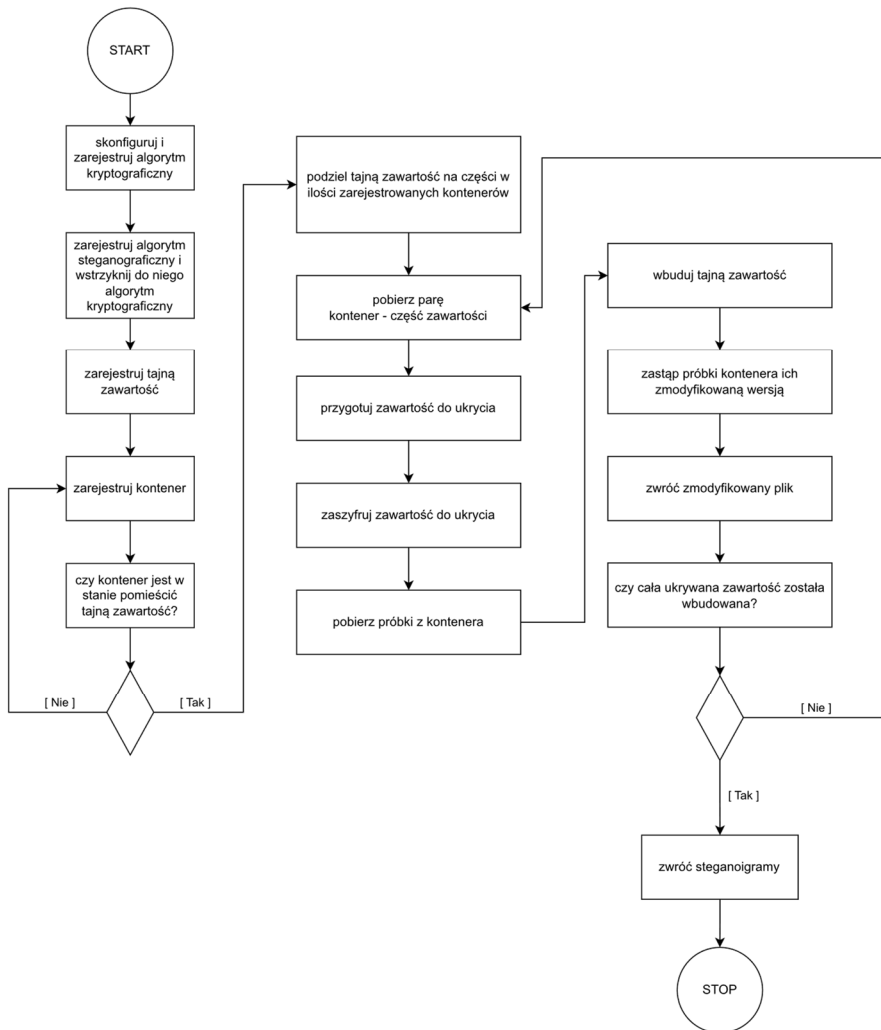 START
skonfiguruj i
zarejestruj algorytm
kryptograficzny
zarejestruj algorytm
steganograficzny i
wstrzyknij do niego
algorytm
kryptograficzny
zarejestruj tajną
zawartość
zarejestruj kontener
czy kontener jest w
stanie pomieścić
tajną zawartość?
[ Nie ]
[ Tak ]
podziel tajną zawartość na części w
ilości zarejestrowanych kontenerów
pobierz parę
kontener - część zawartości
przygotuj zawartość do ukrycia
zaszyfruj zawartość do ukrycia
pobierz próbki z kontenera
wbuduj tajną zawartość
zastąp próbki kontenera ich
zmodyfikowaną wersją
zwróć zmodyfikowany plik
czy cała ukrywana zawartość została
wbudowana?
[ Nie ]
[ Tak ]
zwróć steganoigramy
STOP